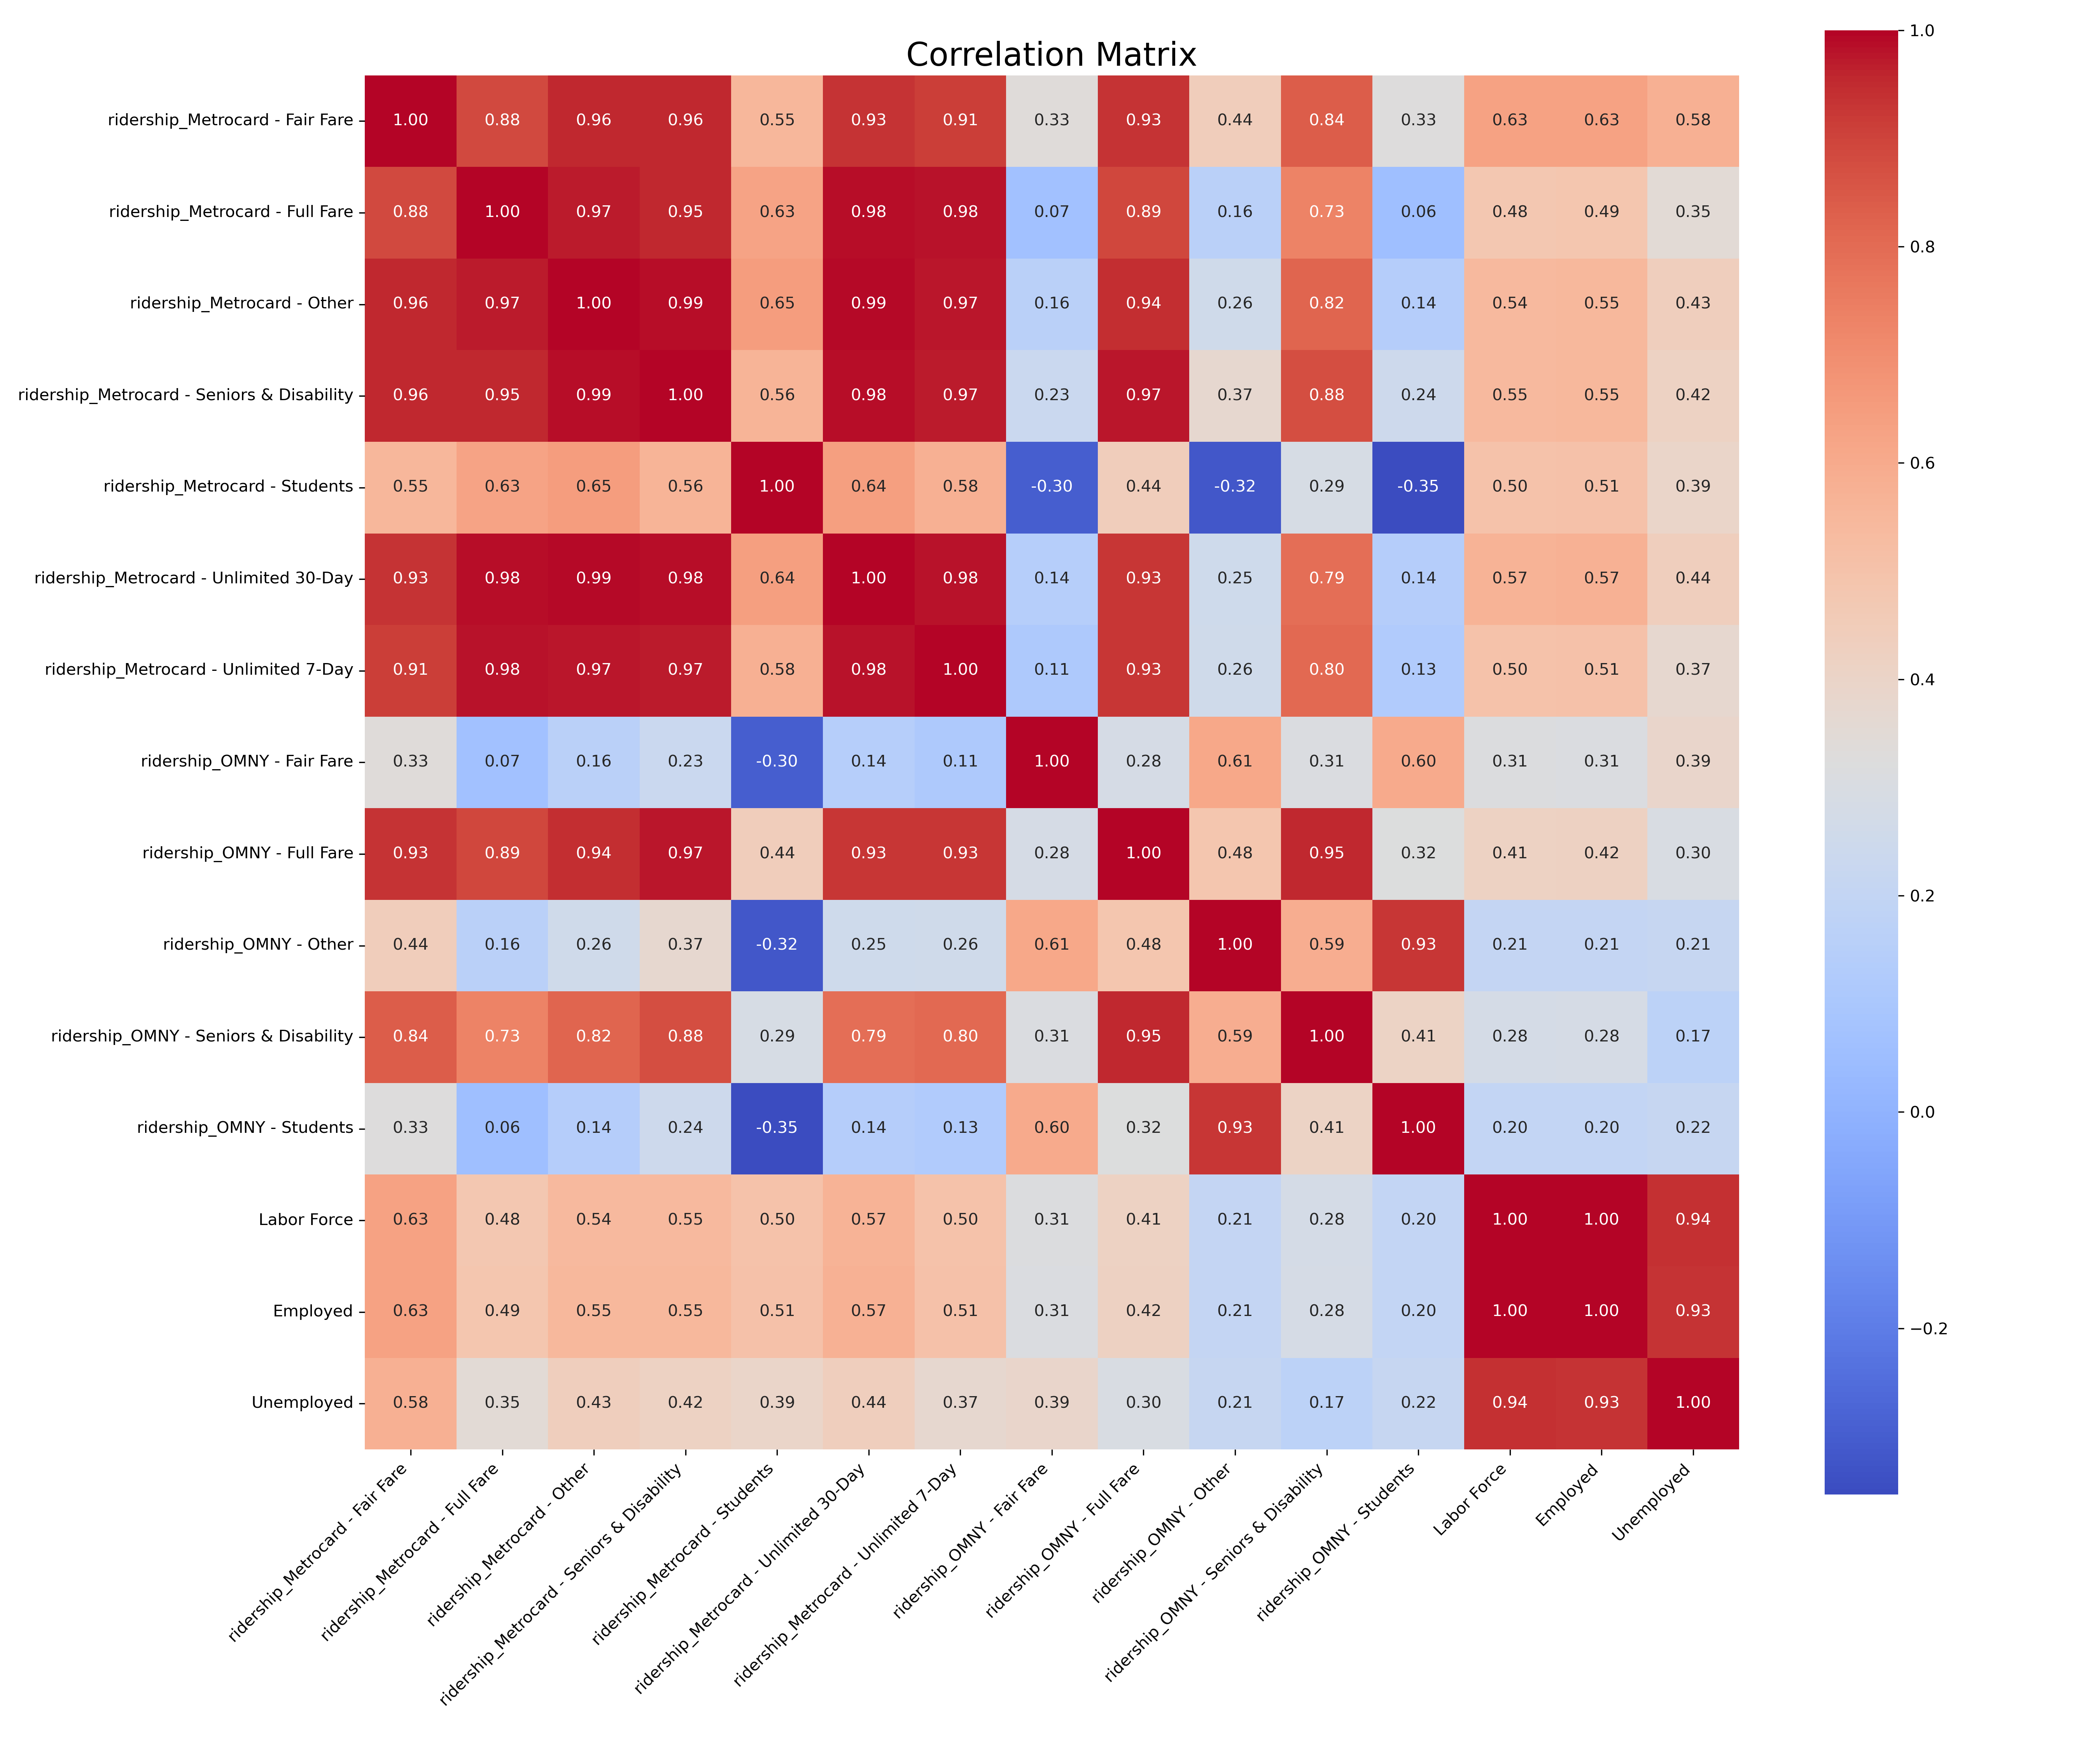 Correlation Matrix
ridership_Metrocard - Fair Fare 1.00 0.88 0.96 0.96 0.55 0.93 0.91 0.33 0.93 0.44 0.84 0.33 0.63 0.63 0.58
ridership_Metrocard - Full Fare 0.88 1.00 0.97 0.95 0.63 0.98 0.98 0.07 0.89 0.16 0.73 0.06 0.48 0.49 0.35
ridership_Metrocard - Other 0.96 0.97 1.00 0.99 0.65 0.99 0.97 0.16 0.94 0.26 0.82 0.14 0.54 0.55 0.43
ridership_Metrocard - Seniors & Disability 0.96 0.95 0.99 1.00 0.56 0.98 0.97 0.23 0.97 0.37 0.88 0.24 0.55 0.55 0.42
ridership_Metrocard - Students 0.55 0.63 0.65 0.56 1.00 0.64 0.58 -0.30 0.44 -0.32 0.29 -0.35 0.50 0.51 0.39
ridership_Metrocard - Unlimited 30-Day 0.93 0.98 0.99 0.98 0.64 1.00 0.98 0.14 0.93 0.25 0.79 0.14 0.57 0.57 0.44
ridership_Metrocard - Unlimited 7-Day 0.91 0.98 0.97 0.97 0.58 0.98 1.00 0.11 0.93 0.26 0.80 0.13 0.50 0.51 0.37
ridership_OMNY - Fair Fare 0.33 0.07 0.16 0.23 -0.30 0.14 0.11 1.00 0.28 0.61 0.31 0.60 0.31 0.31 0.39
ridership_OMNY - Full Fare 0.93 0.89 0.94 0.97 0.44 0.93 0.93 0.28 1.00 0.48 0.95 0.32 0.41 0.42 0.30
ridership_OMNY - Other 0.44 0.16 0.26 0.37 -0.32 0.25 0.26 0.61 0.48 1.00 0.59 0.93 0.21 0.21 0.21
ridership_OMNY - Seniors & Disability 0.84 0.73 0.82 0.88 0.29 0.79 0.80 0.31 0.95 0.59 1.00 0.41 0.28 0.28 0.17
ridership_OMNY - Students 0.33 0.06 0.14 0.24 -0.35 0.14 0.13 0.60 0.32 0.93 0.41 1.00 0.20 0.20 0.22
Labor Force 0.63 0.48 0.54 0.55 0.50 0.57 0.50 0.31 0.41 0.21 0.28 0.20 1.00 1.00 0.94
Employed 0.63 0.49 0.55 0.55 0.51 0.57 0.51 0.31 0.42 0.21 0.28 0.20 1.00 1.00 0.93
Unemployed 0.58 0.35 0.43 0.42 0.39 0.44 0.37 0.39 0.30 0.21 0.17 0.22 0.94 0.93 1.00
ridership_Metrocard - Fair Fare
ridership_Metrocard - Full Fare
ridership_Metrocard - Other
ridership_Metrocard - Seniors & Disability
ridership_Metrocard - Students
ridership_Metrocard - Unlimited 30-Day
ridership_Metrocard - Unlimited 7-Day
ridership_OMNY - Fair Fare
ridership_OMNY - Full Fare
ridership_OMNY - Other
ridership_OMNY - Seniors & Disability
ridership_OMNY - Students
Labor Force
Employed
Unemployed
1.0
0.8
0.6
0.4
0.2
0.0
−0.2